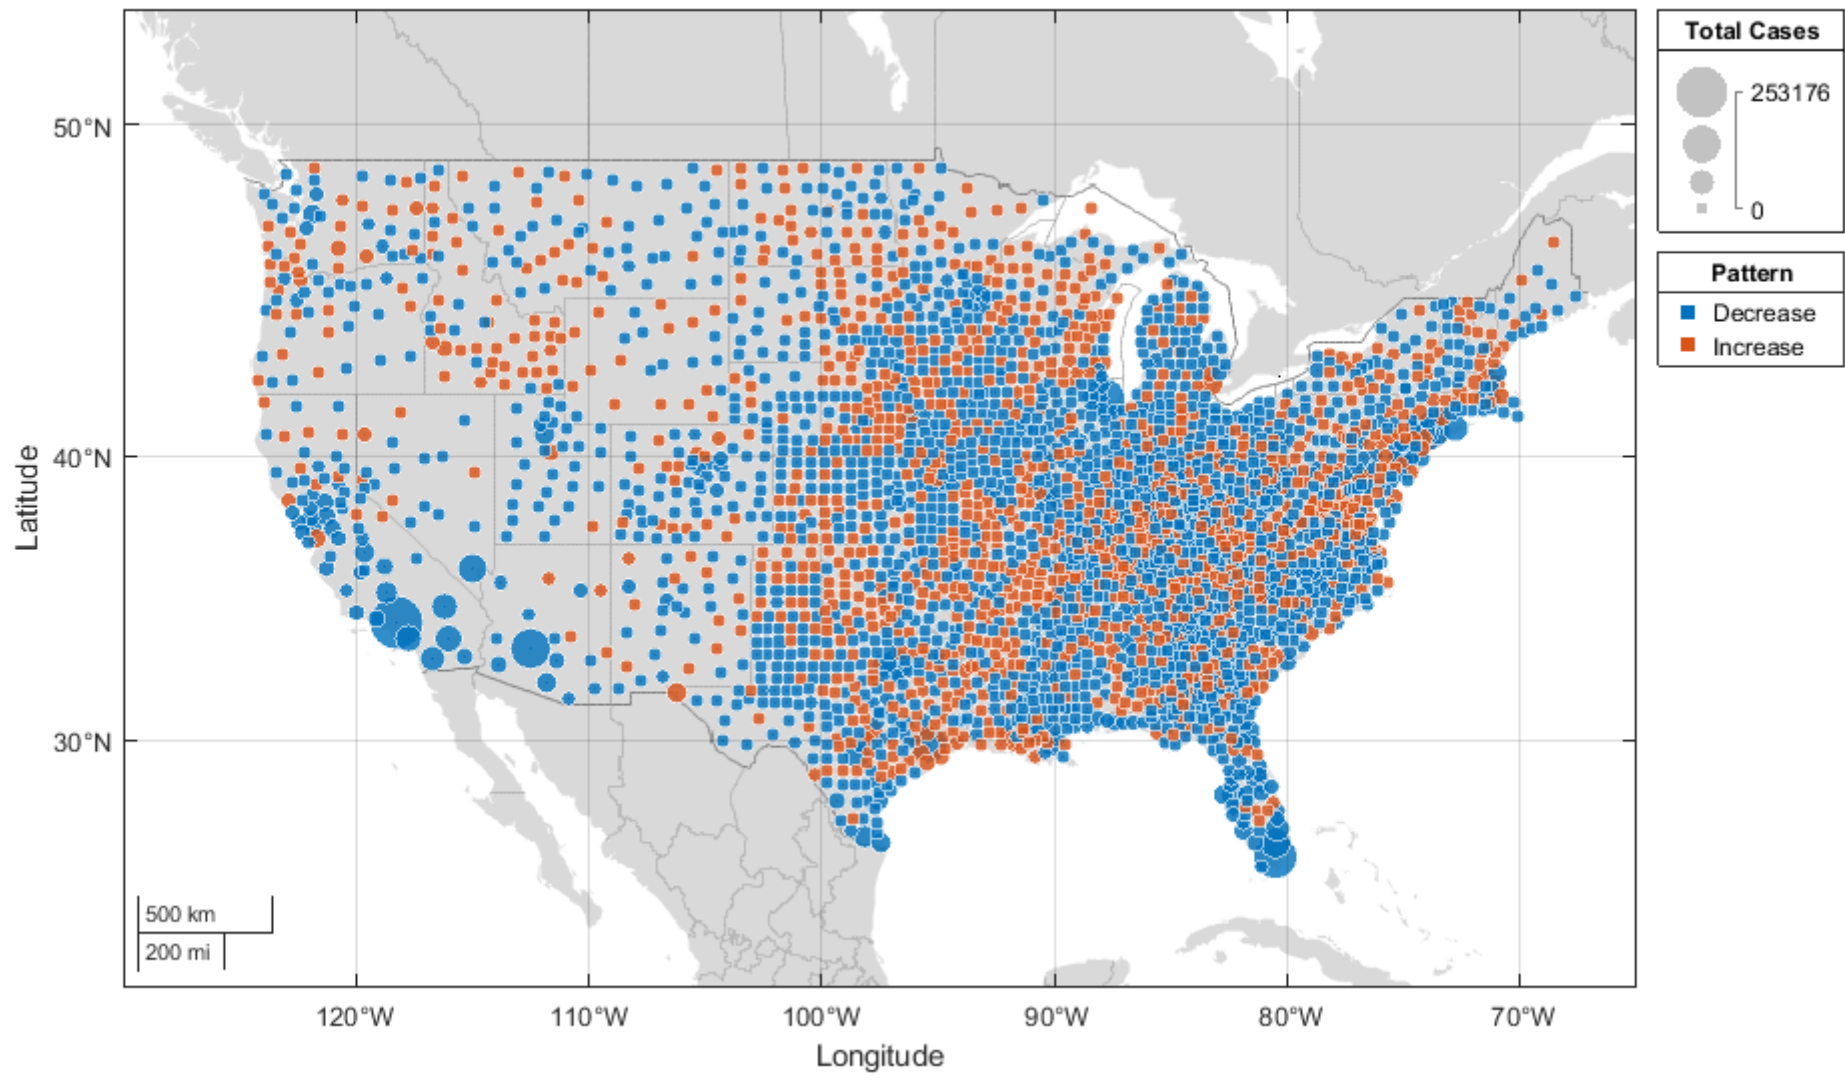 Total Cases
253176
0
Pattern
Decrease
Increase
50°N
40°N
30°N
Latitude
500 km
200 mi
120°W 110°W 100°W 90°W 80°W 70°W
Longitude